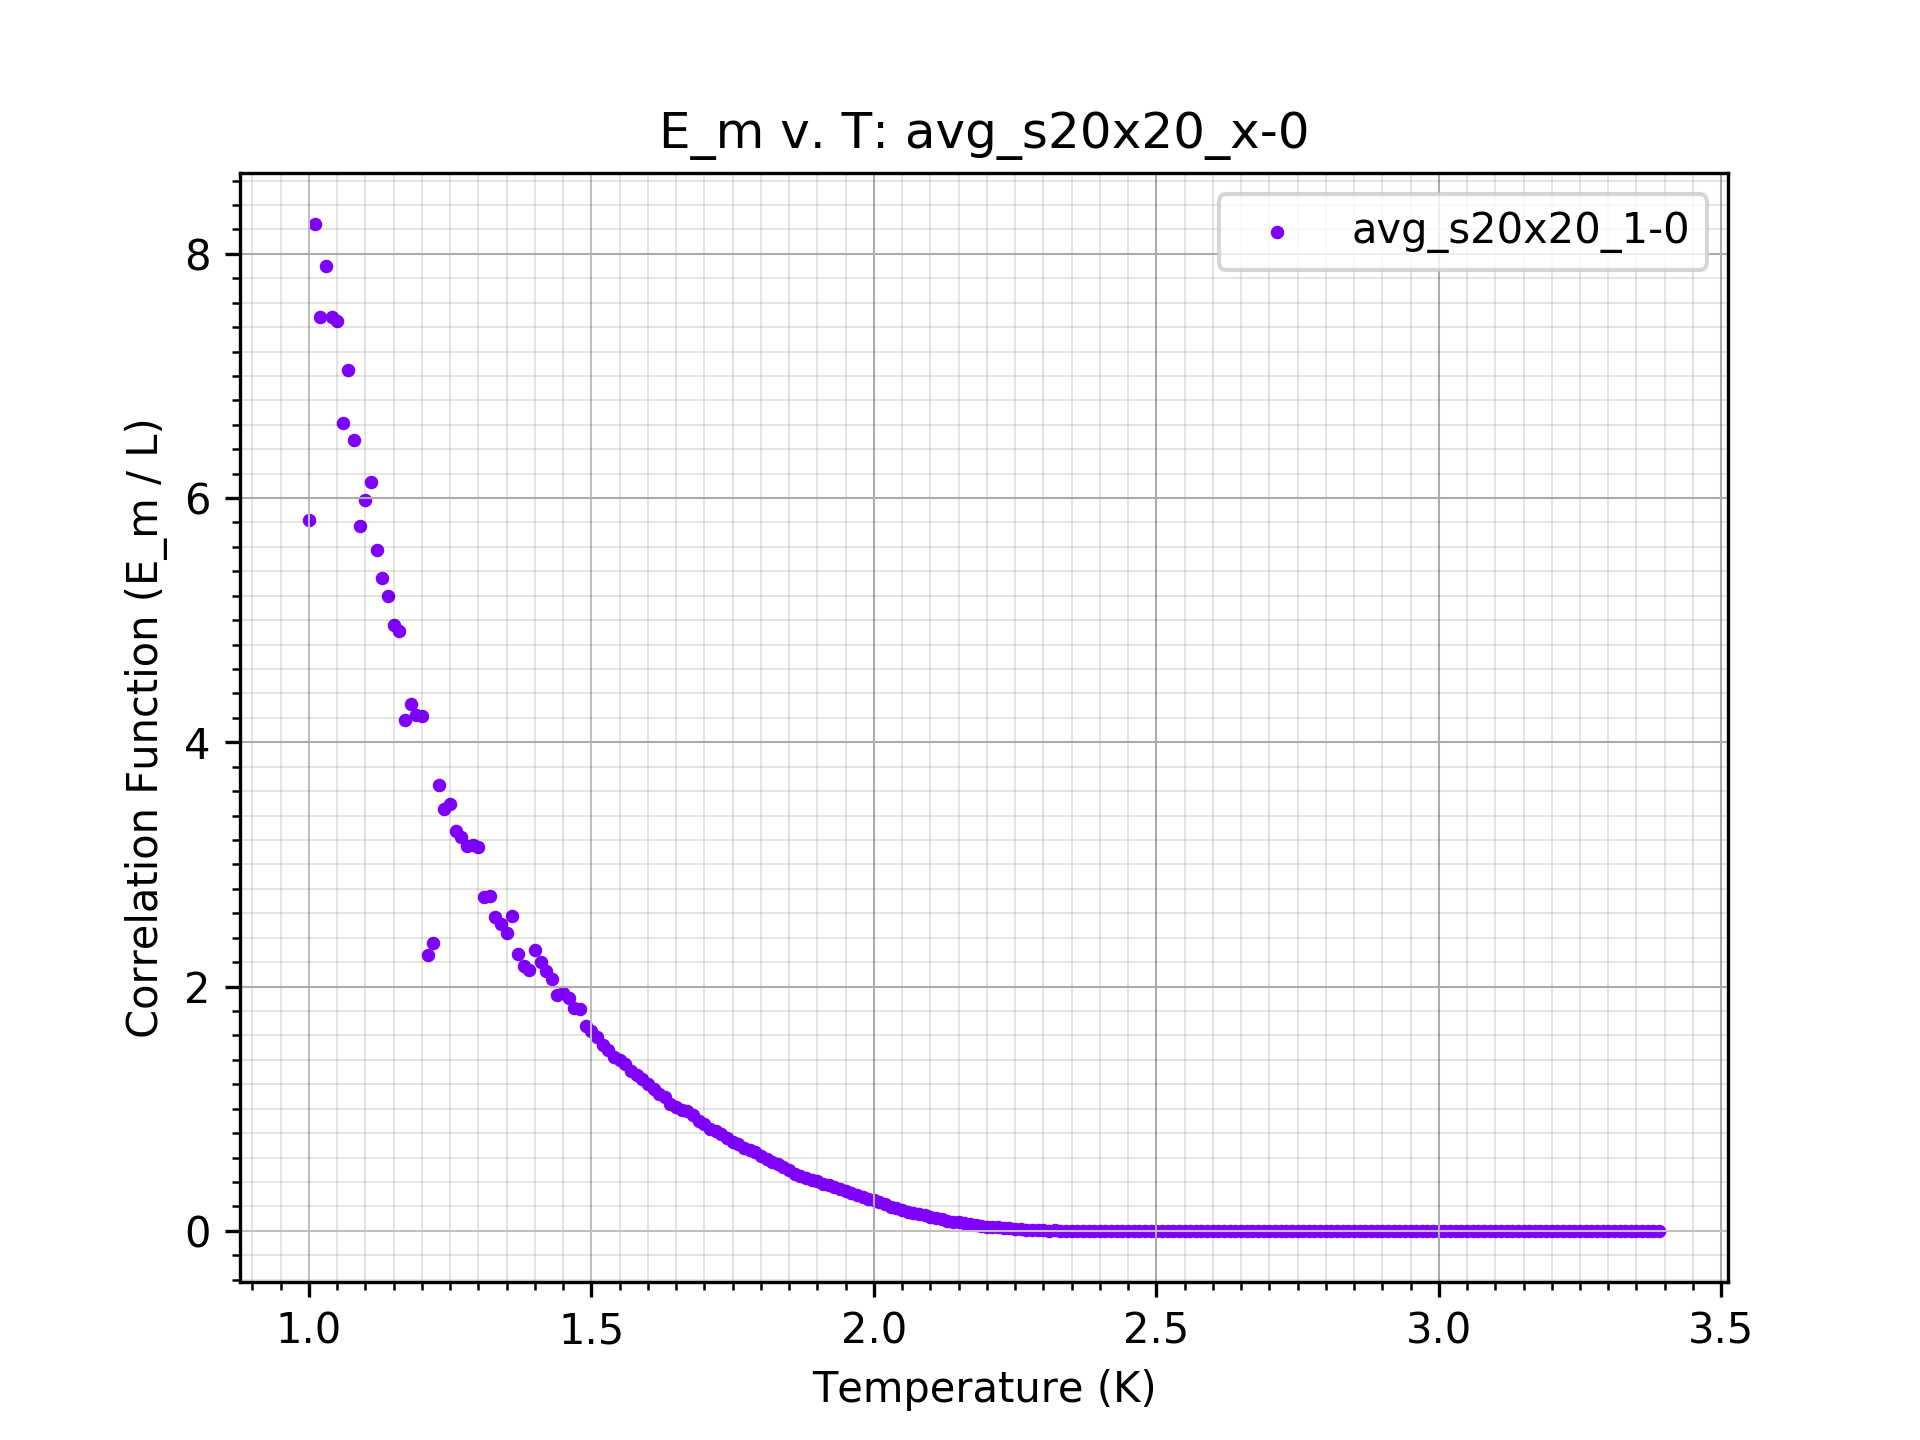 E_m v. T: avg_s20x20_x-0
avg_s20x20_1-0
Correlation Function (E_m / L)
8
6
4
2
0
1.0 1.5 2.0 2.5 3.0 3.5
Temperature (K)